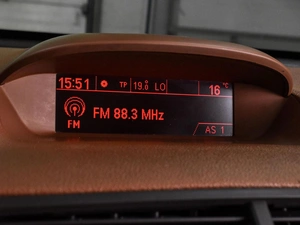 15:51 TP 19.0° LO 16 °C
FM 88.3 MHz
FM
AS 1